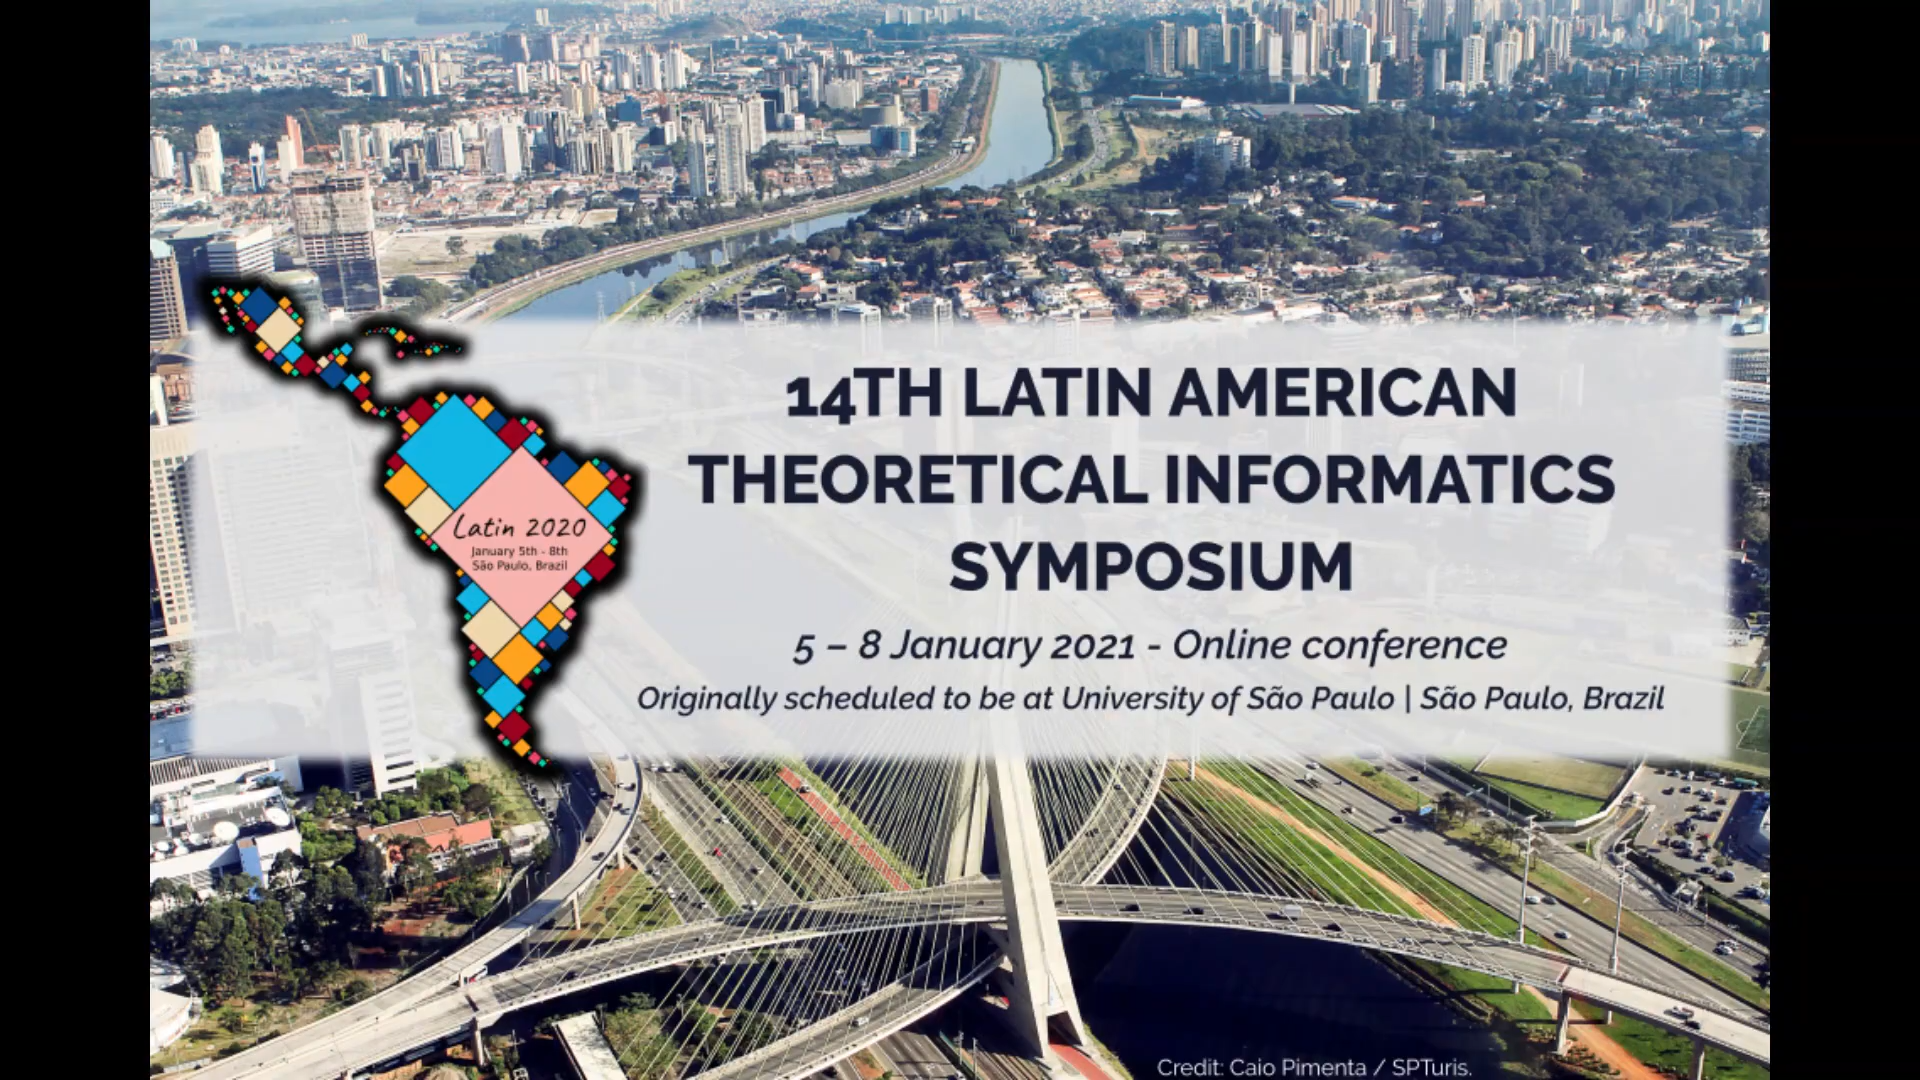 14TH LATIN AMERICAN
THEORETICAL INFORMATICS
SYMPOSIUM
5 – 8 January 2021 - Online conference
Originally scheduled to be at University of São Paulo | São Paulo, Brazil
Latin 2020
January 5th - 8th
São Paulo, Brazil
Credit: Caio Pimenta / SPTuris.